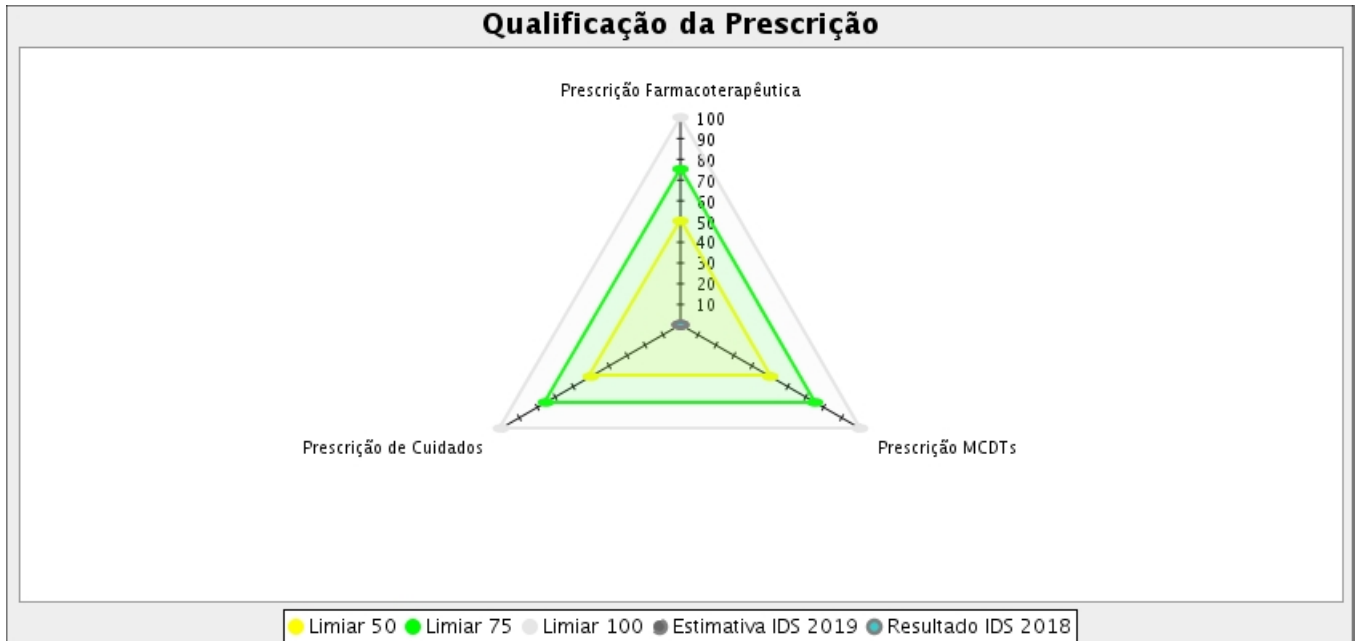 Qualificação da Prescrição
Prescrição Farmacoterapêutica
100
90
80
70
60
50
40
30
20
10
Prescrição de Cuidados
Prescrição MCDTs
Limiar 50 Limiar 75 Limiar 100 Estimativa IDS 2019 Resultado IDS 2018